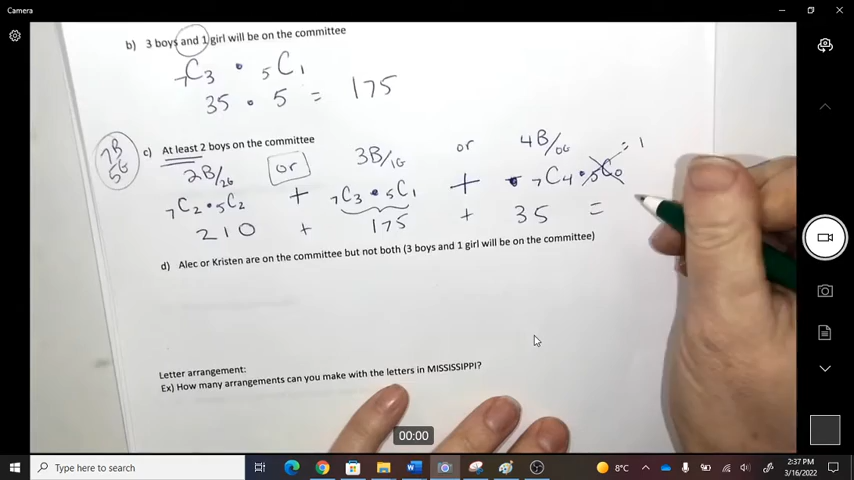 Camera
b) 3 boys and 1 girl will be on the committee
₇C₃ • ₅C₁
35 • 5 = 175
7B
5G
c) At least 2 boys on the committee
2B/2G or 3B/1G or 4B/0G = 1
₇C₂ • ₅C₂ + ₇C₃ • ₅C₁ + ₇C₄ • ₅C₀
210 + 175 + 35 =
d) Alec or Kristen are on the committee but not both (3 boys and 1 girl will be on the committee)
Letter arrangement:
Ex) How many arrangements can you make with the letters in MISSISSIPPI?
00:00
Type here to search
8°C
2:37 PM
3/16/2022